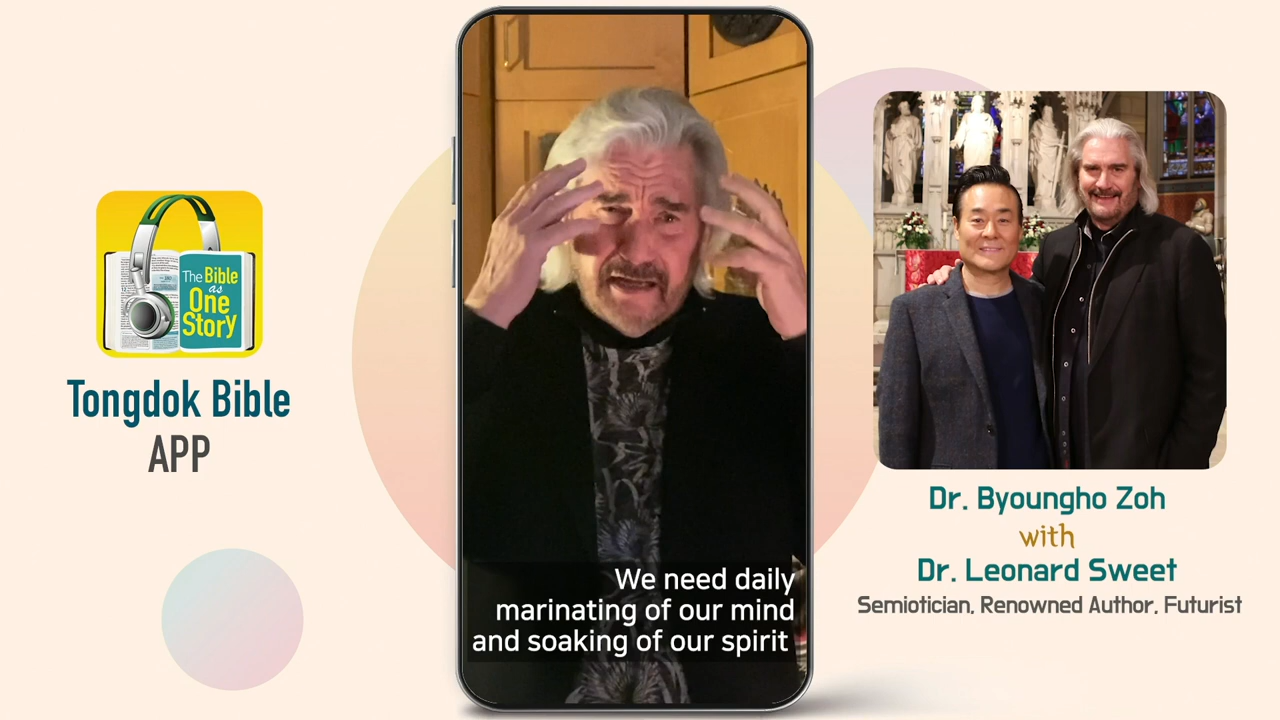 The Bible
as
One
Story
Tongdok Bible
APP
We need daily
marinating of our mind
and soaking of our spirit
Dr. Byoungho Zoh
with
Dr. Leonard Sweet
Semiotician, Renowned Author, Futurist